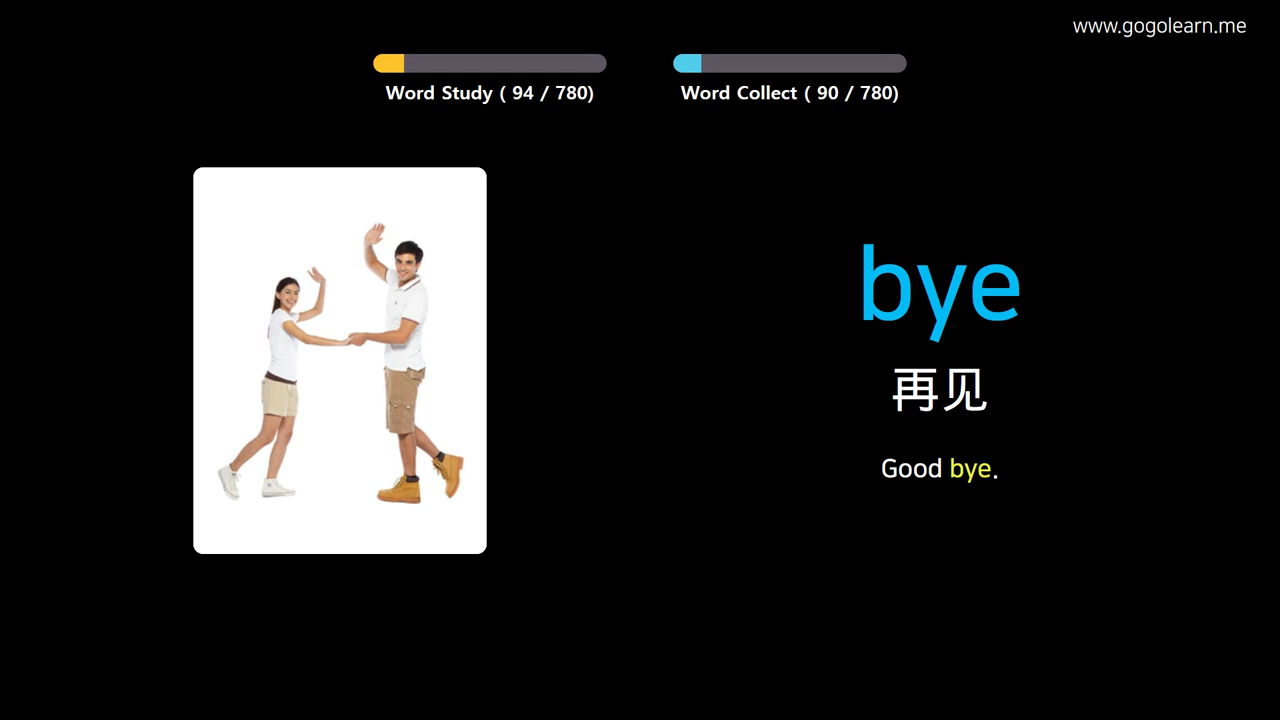 www.gogolearn.me
Word Study ( 94 / 780)
Word Collect ( 90 / 780)
bye
再见
Good bye.